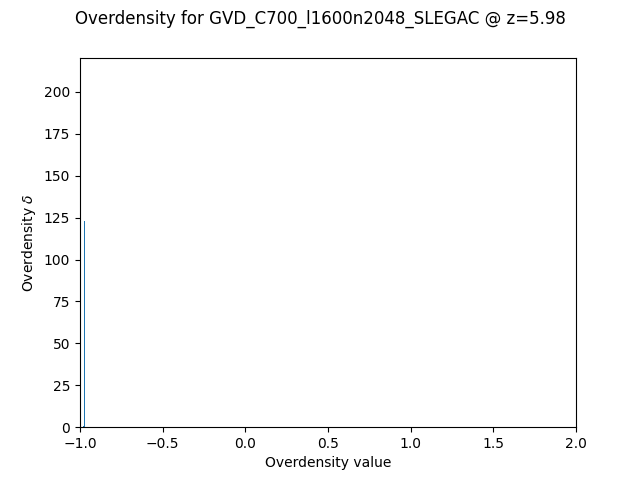 Overdensity for GVD_C700_l1600n2048_SLEGAC @ z=5.98
200
175
150
125
100
75
50
25
0
Overdensity δ
−1.0 −0.5 0.0 0.5 1.0 1.5 2.0
Overdensity value